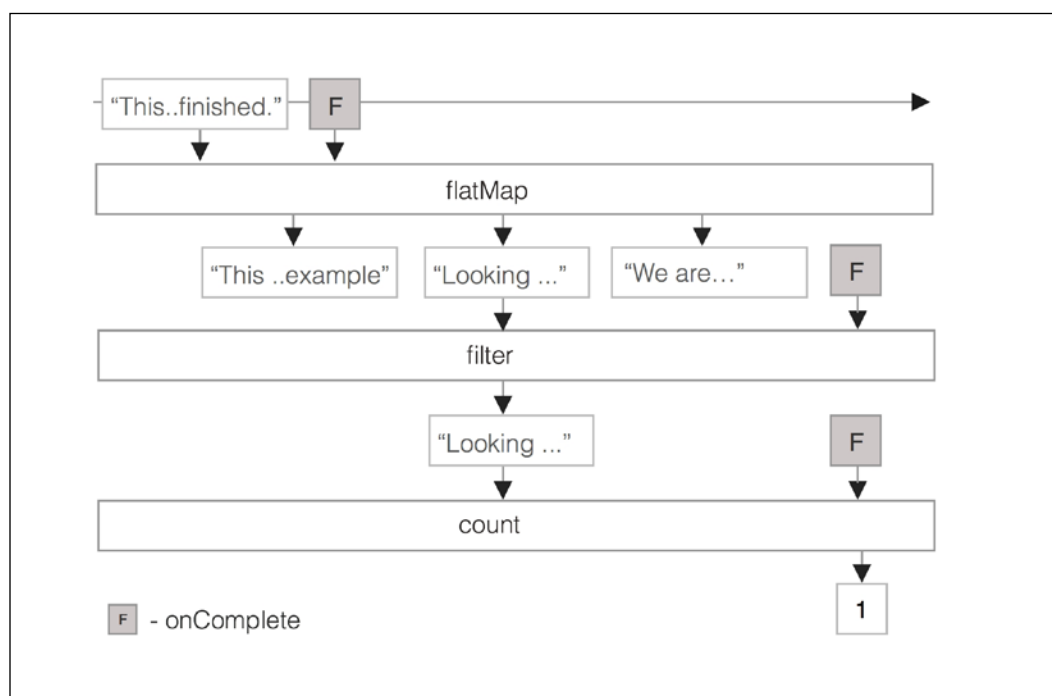 “This..finished.” F
flatMap
“This ..example” “Looking ...” “We are...” F
filter
“Looking ...” F
count
1
F - onComplete